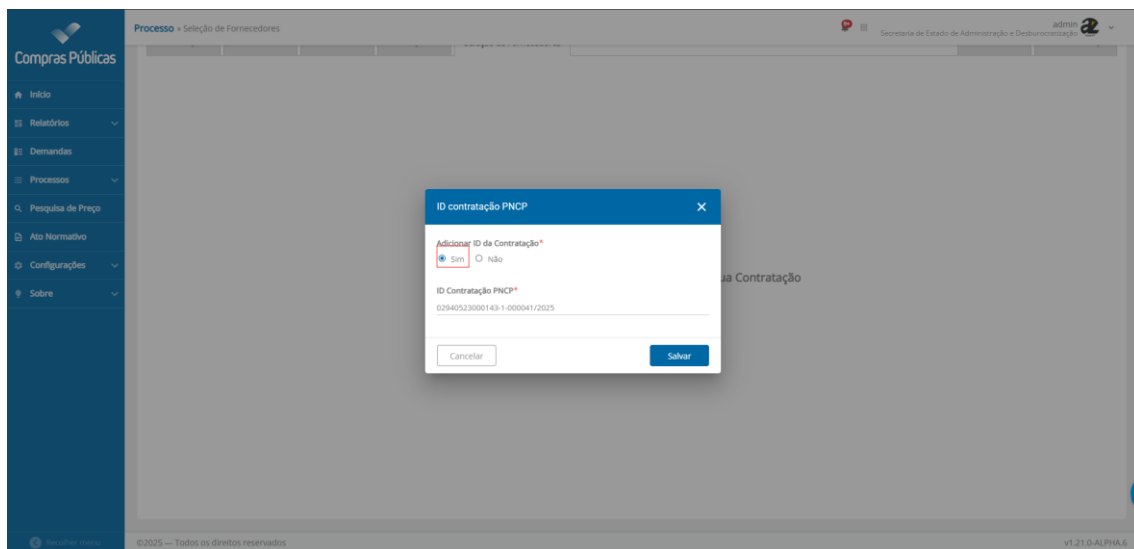 Compras Públicas
Início
Relatórios
Demandas
Processos
Pesquisa de Preço
Ato Normativo
Configurações
Sobre
Recolher menu
Processo » Seleção de Fornecedores
admin
Secretaria de Estado de Administração e Desburocratização
ID contratação PNCP
Adicionar ID da Contratação*
Sim Não
ID Contratação PNCP*
02940523000143-1-000041/2025
Cancelar Salvar
ua Contratação
©2025 — Todos os direitos reservados
v1.21.0-ALPHA.6